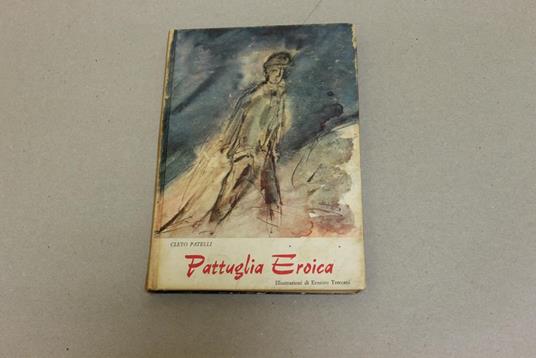 CLETO PATELLI
Pattuglia Eroica
Illustrazioni di Ernesto Treccani